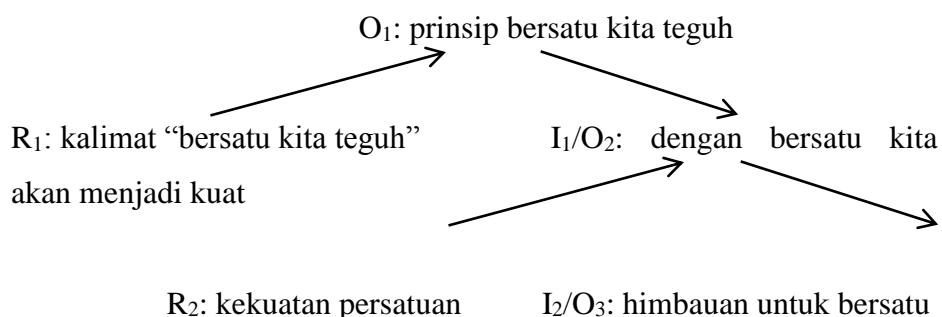 O₁: prinsip bersatu kita teguh
R₁: kalimat “bersatu kita teguh” I₁/O₂: dengan bersatu kita
akan menjadi kuat
R₂: kekuatan persatuan I₂/O₃: himbauan untuk bersatu